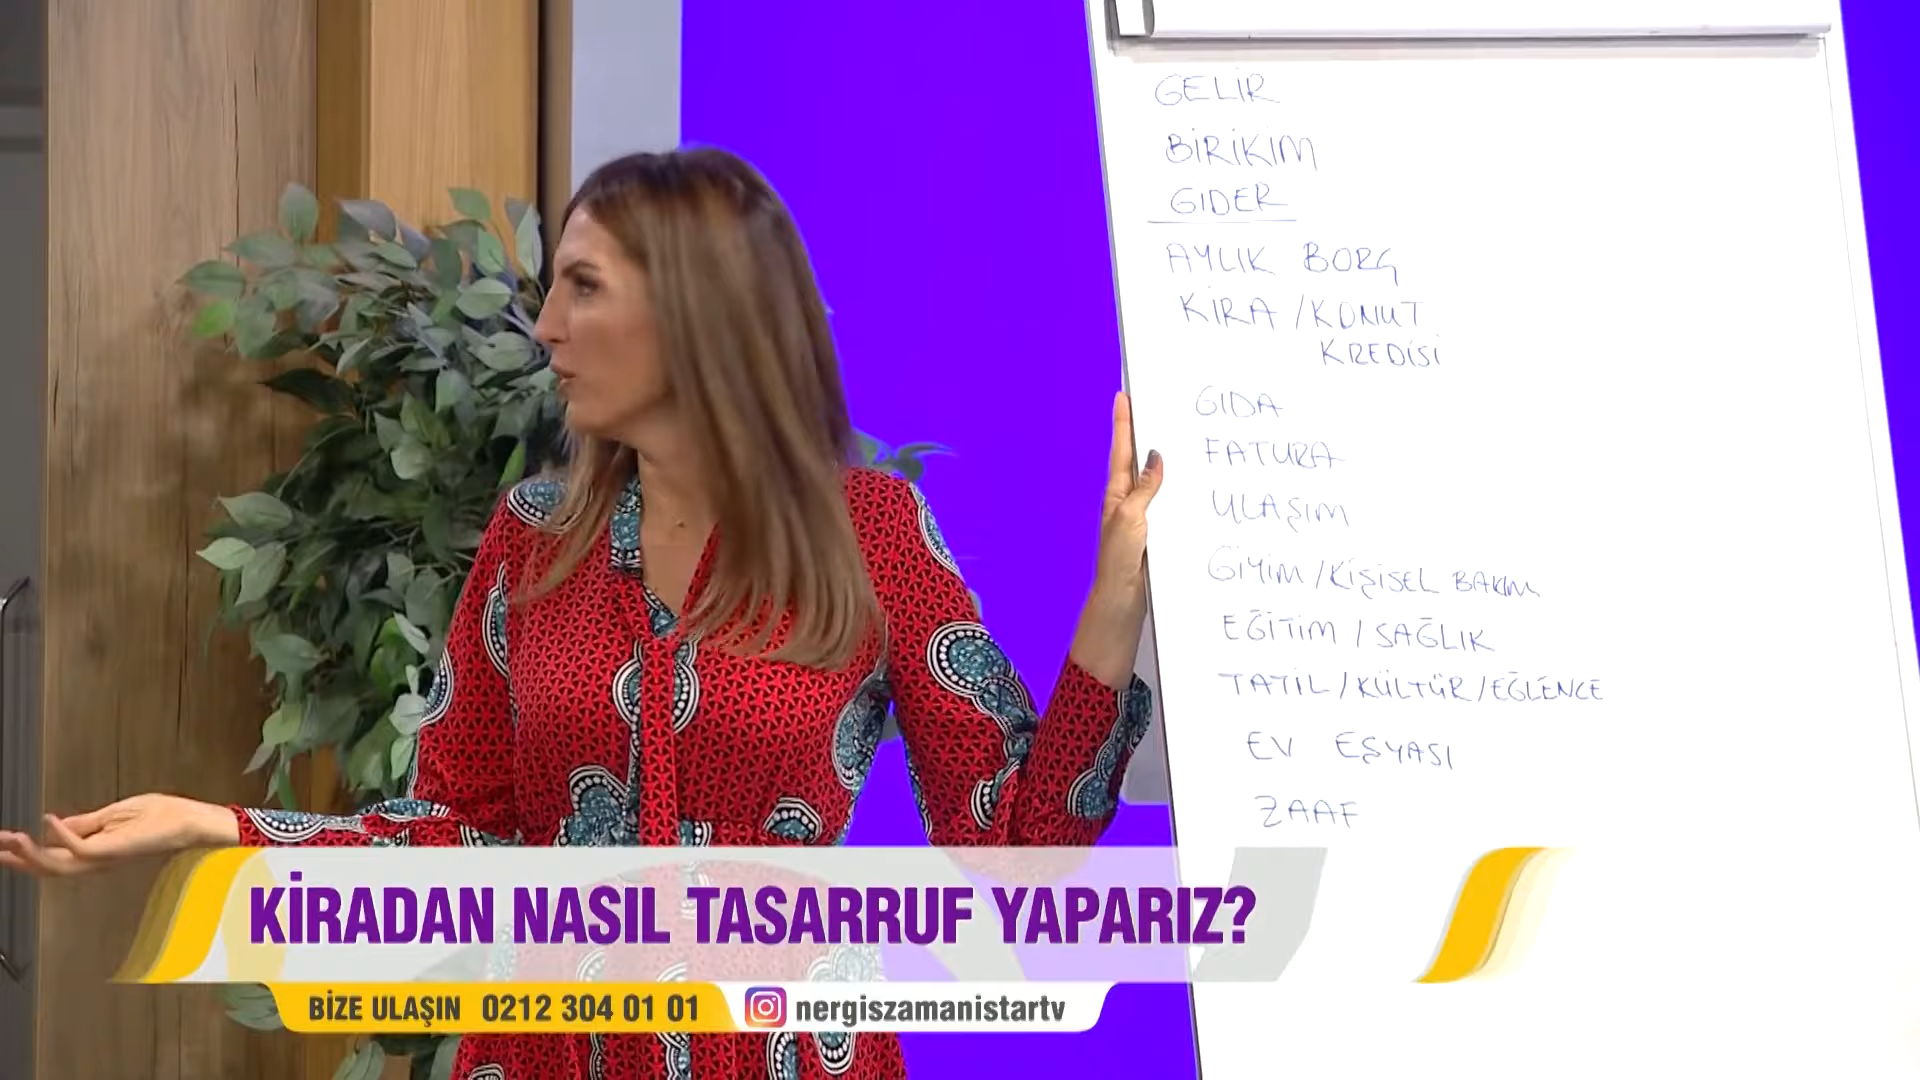 GELİR
BİRİKİM
GIDER
AYLIK BORÇ
KİRA / KONUT
KREDİSİ
GIDA
FATURA
ULAŞIM
GİYİM / KİŞİSEL BAKIM
EĞİTİM / SAĞLIK
TATİL / KÜLTÜR / EĞLENCE
EV EŞYASI
ZAAF
KİRADAN NASIL TASARRUF YAPARIZ?
BİZE ULAŞIN 0212 304 01 01 nergiszamanistartv